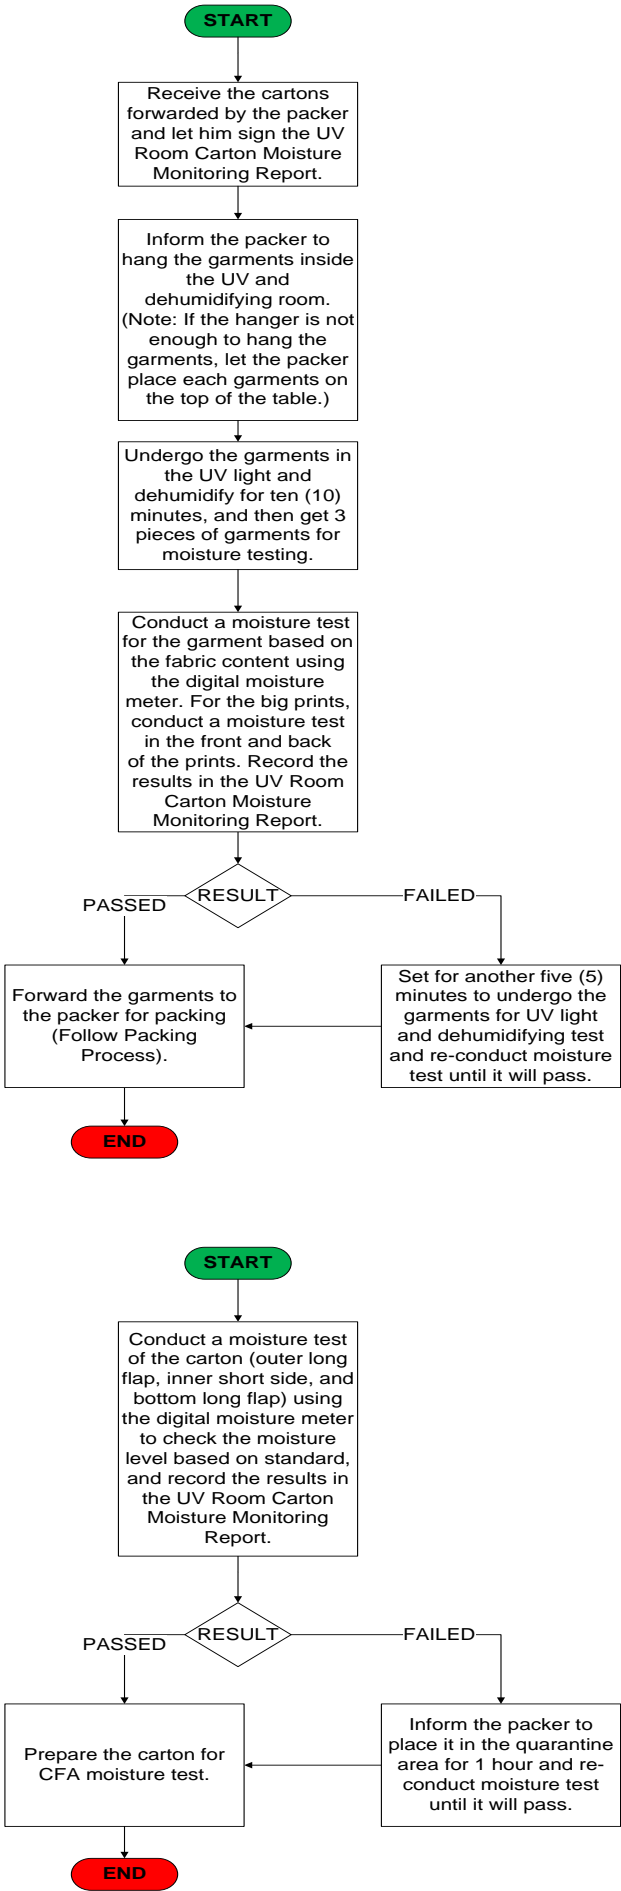 START
Receive the cartons
forwarded by the packer
and let him sign the UV
Room Carton Moisture
Monitoring Report.
Inform the packer to
hang the garments inside
the UV and
dehumidifying room.
(Note: If the hanger is not
enough to hang the
garments, let the packer
place each garments on
the top of the table.)
Undergo the garments in
the UV light and
dehumidify for ten (10)
minutes, and then get 3
pieces of garments for
moisture testing.
Conduct a moisture test
for the garment based on
the fabric content using
the digital moisture
meter. For the big prints,
conduct a moisture test
in the front and back
of the prints. Record the
results in the UV Room
Carton Moisture
Monitoring Report.
RESULT
PASSED
FAILED
Forward the garments to
the packer for packing
(Follow Packing
Process).
Set for another five (5)
minutes to undergo the
garments for UV light
and dehumidifying test
and re-conduct moisture
test until it will pass.
END
START
Conduct a moisture test
of the carton (outer long
flap, inner short side, and
bottom long flap) using
the digital moisture meter
to check the moisture
level based on standard,
and record the results in
the UV Room Carton
Moisture Monitoring
Report.
RESULT
PASSED
FAILED
Prepare the carton for
CFA moisture test.
Inform the packer to
place it in the quarantine
area for 1 hour and re-
conduct moisture test
until it will pass.
END